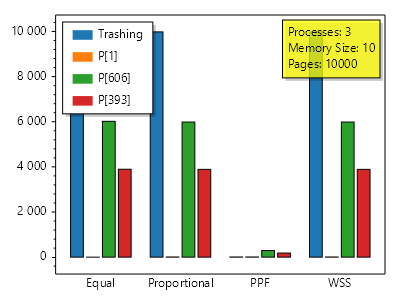 10 000
8 000
6 000
4 000
2 000
0
Trashing
P[1]
P[606]
P[393]
Processes: 3
Memory Size: 10
Pages: 10000
Equal
Proportional
PPF
WSS